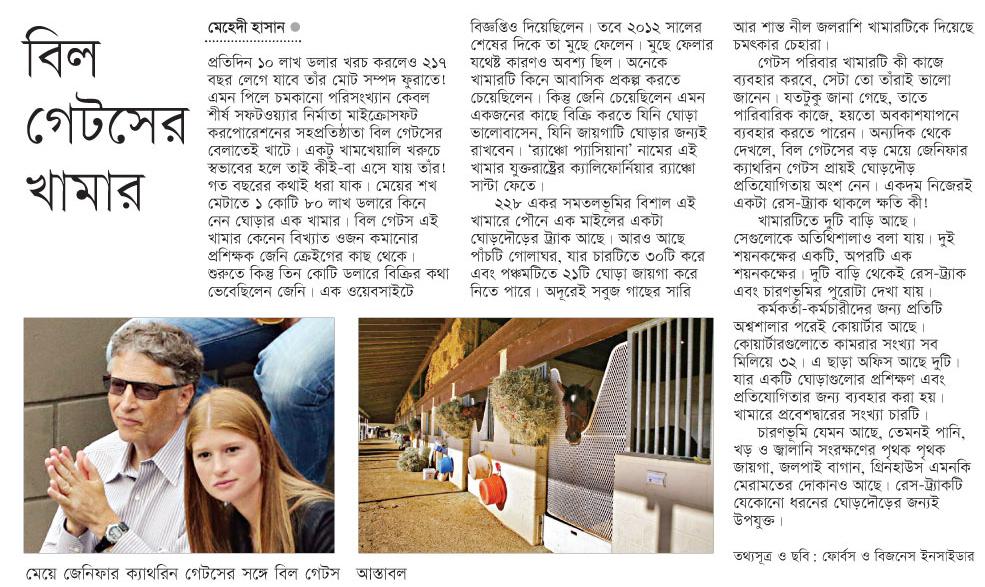 বিল
গেটসের
খামার
মেহেদী হাসান
প্রতিদিন ১০ লাখ ডলার খরচ করলেও ২১৭
বছর লেগে যাবে তাঁর মোট সম্পদ ফুরাতে!
এমন পিলে চমকানো পরিসংখ্যান কেবল
শীর্ষ সফটওয়্যার নির্মাতা মাইক্রোসফট
করপোরেশনের সহপ্রতিষ্ঠাতা বিল গেটসের
বেলাতেই খাটে। একটু খামখেয়ালি খরুচে
স্বভাবের হলে তাই কীই-বা এসে যায় তাঁর!
গত বছরের কথাই ধরা যাক। মেয়ের শখ
মেটাতে ১ কোটি ৮০ লাখ ডলারে কিনে
নেন ঘোড়ার এক খামার। বিল গেটস এই
খামার কেনেন বিখ্যাত ওজন কমানোর
প্রশিক্ষক জেনি ক্রেইগের কাছ থেকে।
শুরুতে কিন্তু তিন কোটি ডলারে বিক্রির কথা
ভেবেছিলেন জেনি। এক ওয়েবসাইটে
বিজ্ঞপ্তিও দিয়েছিলেন। তবে ২০১২ সালের
শেষের দিকে তা মুছে ফেলেন। মুছে ফেলার
যথেষ্ট কারণও অবশ্য ছিল। অনেকে
খামারটি কিনে আবাসিক প্রকল্প করতে
চেয়েছিলেন। কিন্তু জেনি চেয়েছিলেন এমন
একজনের কাছে বিক্রি করতে যিনি ঘোড়া
ভালোবাসেন, যিনি জায়গাটি ঘোড়ার জন্যই
রাখবেন। ‘র‍্যাঞ্চো প্যাসিয়ানা’ নামের এই
খামার যুক্তরাষ্ট্রের ক্যালিফোর্নিয়ার র‍্যাঞ্চো
সান্টা ফেতে।
২২৮ একর সমতলভূমির বিশাল এই
খামারে পৌনে এক মাইলের একটা
ঘোড়দৌড়ের ট্র্যাক আছে। আরও আছে
পাঁচটি গোলাঘর, যার চারটিতে ৩০টি করে
এবং পঞ্চমটিতে ২১টি ঘোড়া জায়গা করে
নিতে পারে। অদূরেই সবুজ গাছের সারি
আর শান্ত নীল জলরাশি খামারটিকে দিয়েছে
চমৎকার চেহারা।
গেটস পরিবার খামারটি কী কাজে
ব্যবহার করবে, সেটা তো তাঁরাই ভালো
জানেন। যতটুকু জানা গেছে, তাতে
পারিবারিক কাজে, হয়তো অবকাশযাপনে
ব্যবহার করতে পারেন। অন্যদিক থেকে
দেখলে, বিল গেটসের বড় মেয়ে জেনিফার
ক্যাথরিন গেটস প্রায়ই ঘোড়দৌড়
প্রতিযোগিতায় অংশ নেন। একদম নিজেরই
একটা রেস-ট্র্যাক থাকলে ক্ষতি কী!
খামারটিতে দুটি বাড়ি আছে।
সেগুলোকে অতিথিশালাও বলা যায়। দুই
শয়নকক্ষের একটি, অপরটি এক
শয়নকক্ষের। দুটি বাড়ি থেকেই রেস-ট্র্যাক
এবং চারণভূমির পুরোটা দেখা যায়।
কর্মকর্তা-কর্মচারীদের জন্য প্রতিটি
অশ্বশালার পরেই কোয়ার্টার আছে।
কোয়ার্টারগুলোতে কামরার সংখ্যা সব
মিলিয়ে ৩২। এ ছাড়া অফিস আছে দুটি।
যার একটি ঘোড়াগুলোর প্রশিক্ষণ এবং
প্রতিযোগিতার জন্য ব্যবহার করা হয়।
খামারে প্রবেশদ্বারের সংখ্যা চারটি।
চারণভূমি যেমন আছে, তেমনই পানি,
খড় ও জ্বালানি সংরক্ষণের পৃথক পৃথক
জায়গা, জলপাই বাগান, গ্রিনহাউস এমনকি
মেরামতের দোকানও আছে। রেস-ট্র্যাকটি
যেকোনো ধরনের ঘোড়দৌড়ের জন্যই
উপযুক্ত।
তথ্যসূত্র ও ছবি : ফোর্বস ও বিজনেস ইনসাইডার
মেয়ে জেনিফার ক্যাথরিন গেটসের সঙ্গে বিল গেটস
আস্তাবল